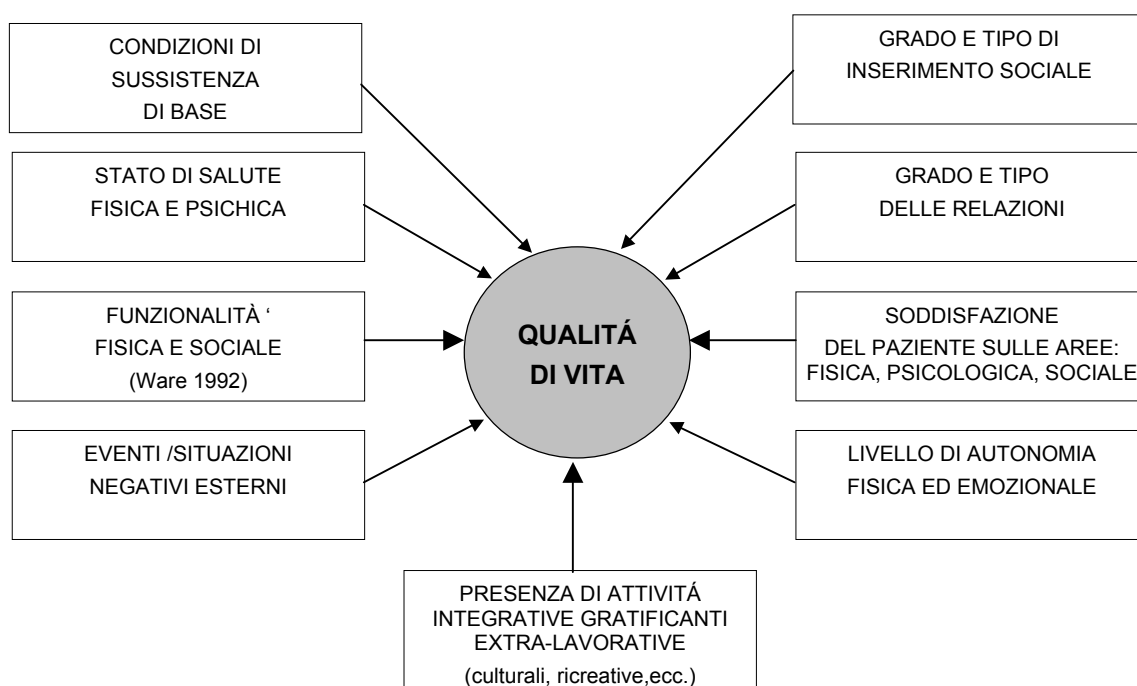 CONDIZIONI DI
SUSSISTENZA
DI BASE
STATO DI SALUTE
FISICA E PSICHICA
FUNZIONALITÀ ‘
FISICA E SOCIALE
(Ware 1992)
EVENTI /SITUAZIONI
NEGATIVI ESTERNI
QUALITÁ
DI VITA
GRADO E TIPO DI
INSERIMENTO SOCIALE
GRADO E TIPO
DELLE RELAZIONI
SODDISFAZIONE
DEL PAZIENTE SULLE AREE:
FISICA, PSICOLOGICA, SOCIALE
LIVELLO DI AUTONOMIA
FISICA ED EMOZIONALE
PRESENZA DI ATTIVITÁ
INTEGRATIVE GRATIFICANTI
EXTRA-LAVORATIVE
(culturali, ricreative,ecc.)